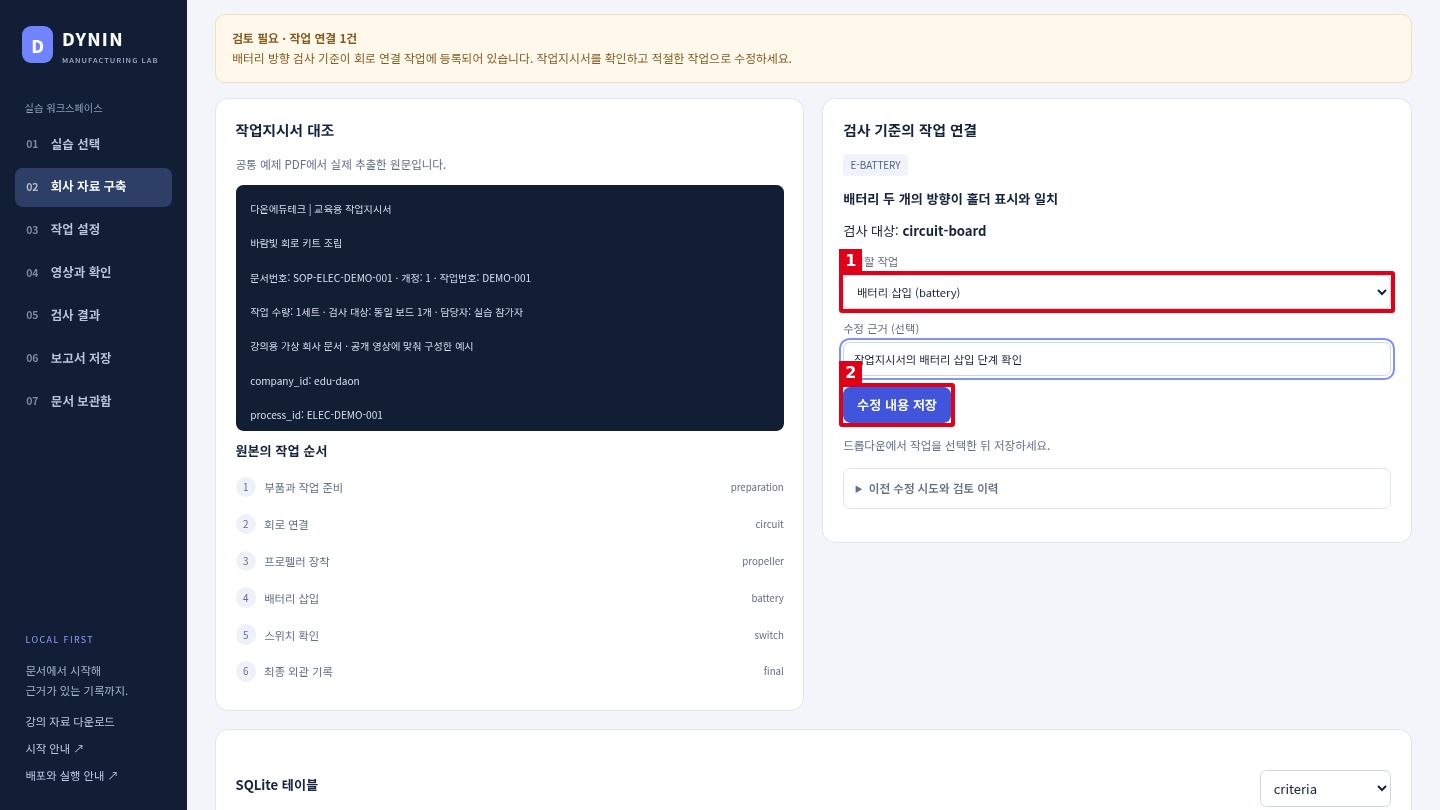 D
DYNIN
MANUFACTURING LAB
실습 워크스페이스
01 실습 선택
02 회사 자료 구축
03 작업 설정
04 영상과 확인
05 검사 결과
06 보고서 저장
07 문서 보관함
LOCAL FIRST
문서에서 시작해
근거가 있는 기록까지.
강의 자료 다운로드
시작 안내 ↗
배포와 실행 안내 ↗
검토 필요 · 작업 연결 1건
배터리 방향 검사 기준이 회로 연결 작업에 등록되어 있습니다. 작업지시서를 확인하고 적절한 작업으로 수정하세요.
작업지시서 대조
공통 예제 PDF에서 실제 추출한 원문입니다.
다온에듀테크 | 교육용 작업지시서
바람빛 회로 키트 조립
문서번호: SOP-ELEC-DEMO-001 · 개정: 1 · 작업번호: DEMO-001
작업 수량: 1세트 · 검사 대상: 동일 보드 1개 · 담당자: 실습 참가자
강의용 가상 회사 문서 · 공개 영상에 맞춰 구성한 예시
company_id: edu-daon
process_id: ELEC-DEMO-001
원본의 작업 순서
1 부품과 작업 준비 preparation
2 회로 연결 circuit
3 프로펠러 장착 propeller
4 배터리 삽입 battery
5 스위치 확인 switch
6 최종 외관 기록 final
검사 기준의 작업 연결
E-BATTERY
배터리 두 개의 방향이 홀더 표시와 일치
검사 대상: circuit-board
1 할 작업
배터리 삽입 (battery)
수정 근거 (선택)
작업지시서의 배터리 삽입 단계 확인
2
수정 내용 저장
드롭다운에서 작업을 선택한 뒤 저장하세요.
▶ 이전 수정 시도와 검토 이력
SQLite 테이블
criteria